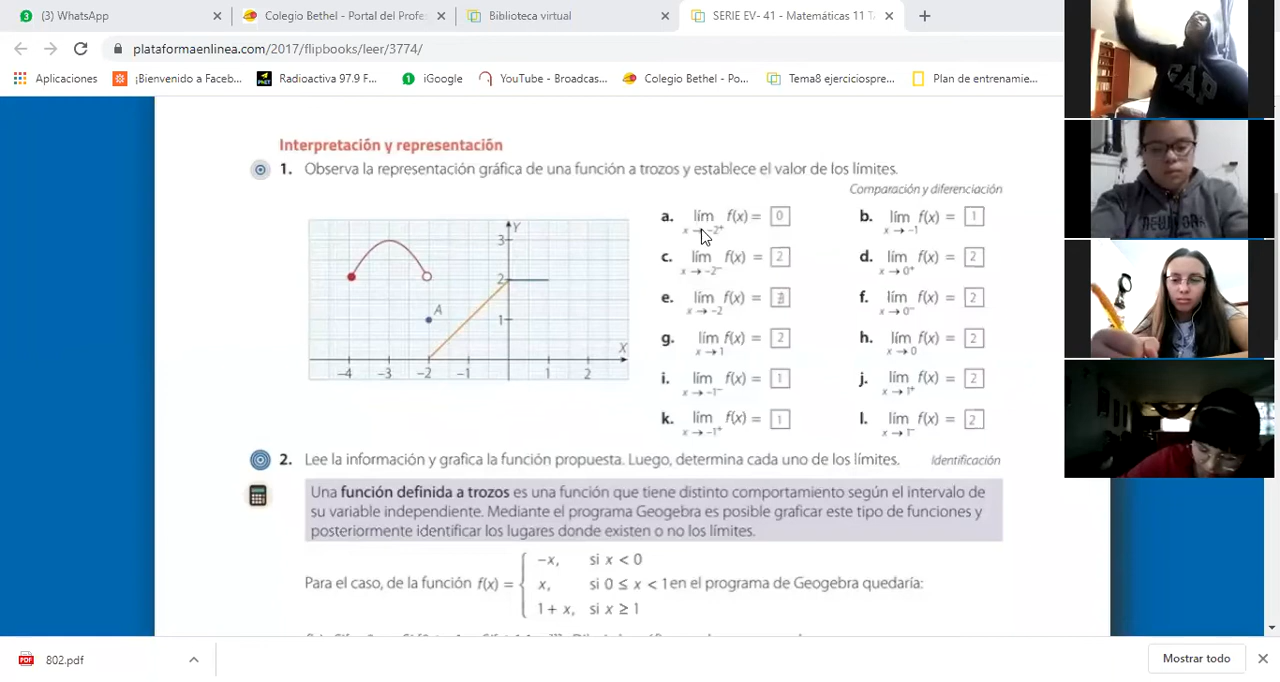 (3) WhatsApp
Colegio Bethel - Portal del Profes
Biblioteca virtual
SERIE EV- 41 - Matemáticas 11
plataformaenlinea.com/2017/flipbooks/leer/3774/
Aplicaciones
¡Bienvenido a Faceb...
Radioactiva 97.9 F...
iGoogle
YouTube - Broadcas...
Colegio Bethel - Po...
Tema8 ejerciciospre...
Plan de entrenamie...
Interpretación y representación
1. Observa la representación gráfica de una función a trozos y establece el valor de los límites.
Comparación y diferenciación
Y
3
2
A
1
X
−4 −3 −2 −1 1 2
a. lím f(x) = 0
x → −2⁺
b. lím f(x) = 1
x → −1
c. lím f(x) = 2
x → −2⁻
d. lím f(x) = 2
x → 0⁺
e. lím f(x) = ∄
x → −2
f. lím f(x) = 2
x → 0⁻
g. lím f(x) = 2
x → 1
h. lím f(x) = 2
x → 0
i. lím f(x) = 1
x → −1⁻
j. lím f(x) = 2
x → 1⁺
k. lím f(x) = 1
x → −1⁺
l. lím f(x) = 2
x → 1⁻
2. Lee la información y grafica la función propuesta. Luego, determina cada uno de los límites.
Identificación
Una función definida a trozos es una función que tiene distinto comportamiento según el intervalo de
su variable independiente. Mediante el programa Geogebra es posible graficar este tipo de funciones y
posteriormente identificar los lugares donde existen o no los límites.
−x, si x < 0
Para el caso, de la función f(x) = { x, si 0 ≤ x < 1 en el programa de Geogebra quedaría:
1 + x, si x ≥ 1
802.pdf
Mostrar todo
GAP